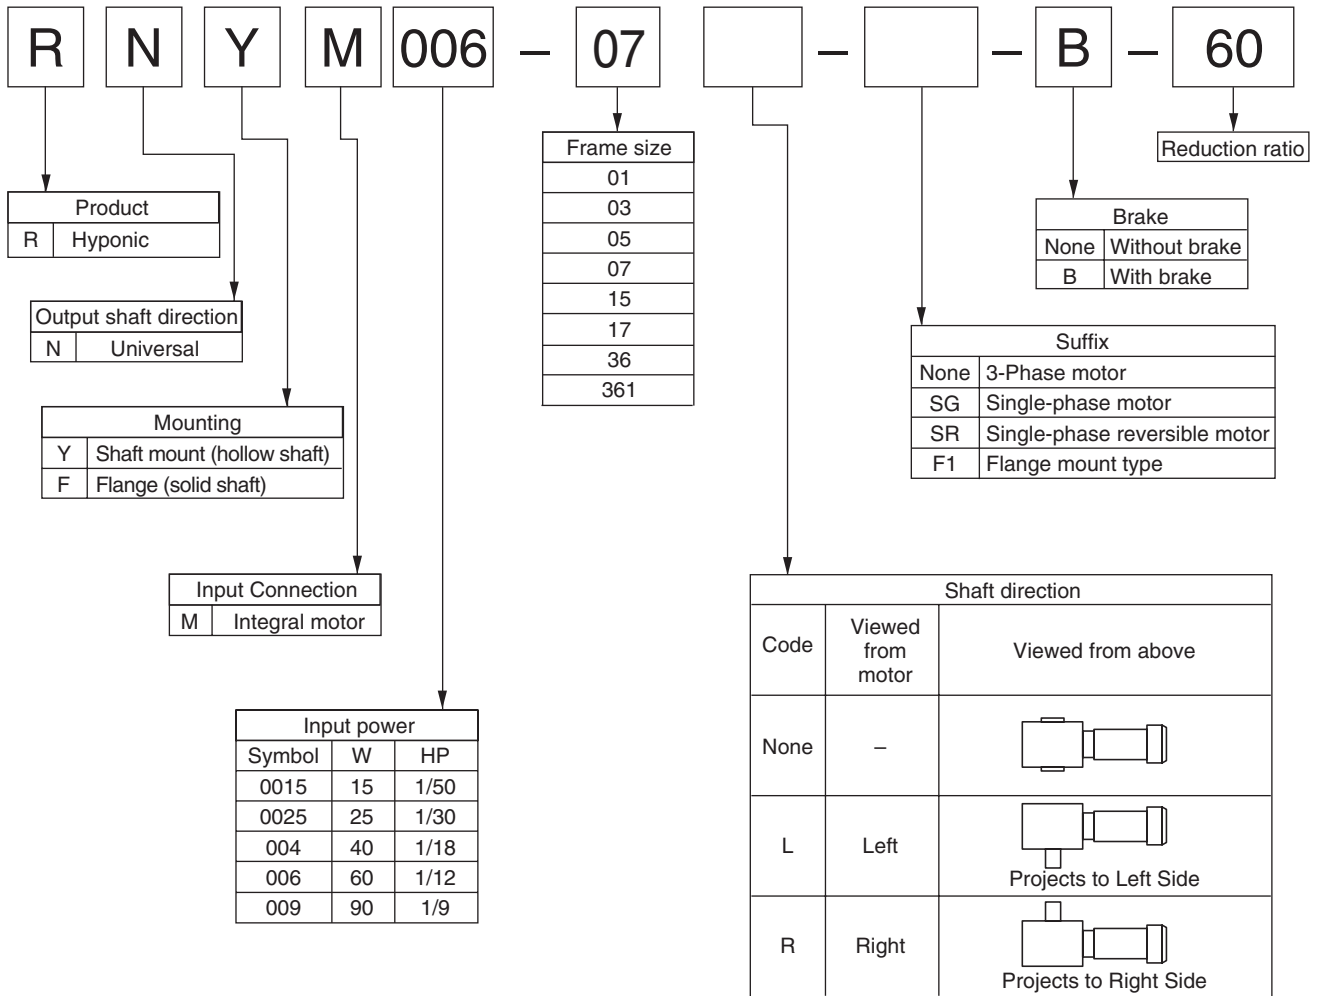 R N Y M 006 – 07 – – B – 60
Frame size
01
03
05
07
15
17
36
361
Reduction ratio
Product
R Hyponic
Brake
None Without brake
B With brake
Output shaft direction
N Universal
Suffix
None 3-Phase motor
SG Single-phase motor
SR Single-phase reversible motor
F1 Flange mount type
Mounting
Y Shaft mount (hollow shaft)
F Flange (solid shaft)
Input Connection
M Integral motor
Input power
Symbol W HP
0015 15 1/50
0025 25 1/30
004 40 1/18
006 60 1/12
009 90 1/9
Shaft direction
Code Viewed from motor Viewed from above
None –
L Left
Projects to Left Side
R Right
Projects to Right Side